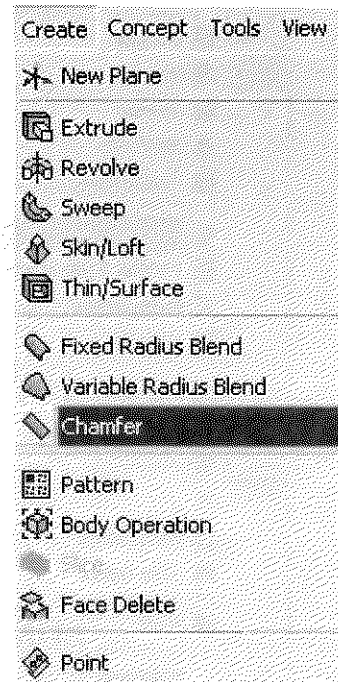 Create Concept Tools View
New Plane
Extrude
Revolve
Sweep
Skin/Loft
Thin/Surface
Fixed Radius Blend
Variable Radius Blend
Chamfer
Pattern
Body Operation
Face Delete
Point